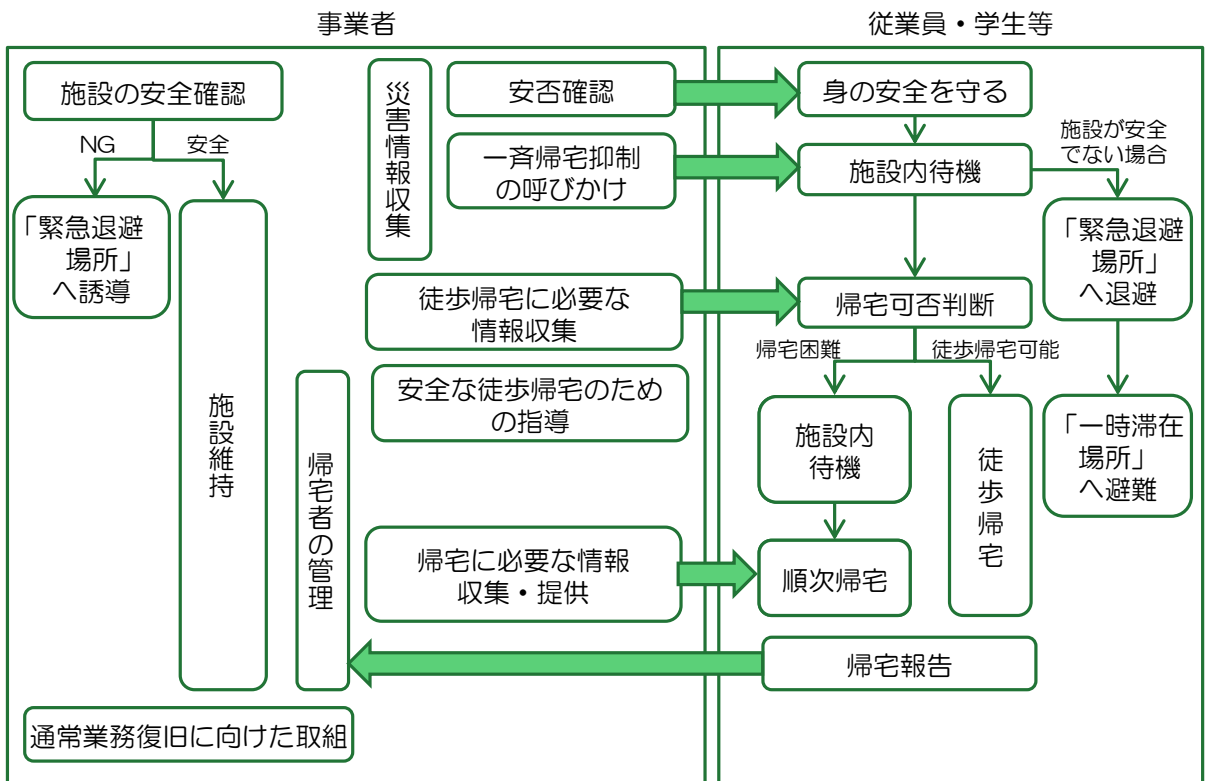 事業者
従業員・学生等
施設の安全確認
NG
安全
「緊急退避
場所」
へ誘導
施設維持
災害情報収集
安否確認
一斉帰宅抑制
の呼びかけ
徒歩帰宅に必要な
情報収集
安全な徒歩帰宅のため
の指導
帰宅者の管理
帰宅に必要な情報
収集・提供
通常業務復旧に向けた取組
身の安全を守る
施設内待機
施設が安全
でない場合
「緊急退避
場所」
へ退避
帰宅可否判断
帰宅困難
徒歩帰宅可能
施設内
待機
徒歩帰宅
「一時滞在
場所」
へ避難
順次帰宅
帰宅報告